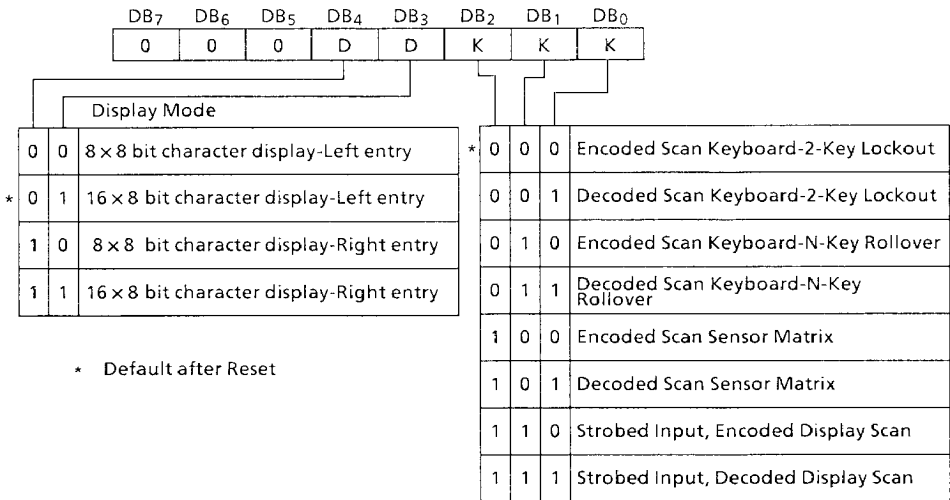 DB7 DB6 DB5 DB4 DB3 DB2 DB1 DB0
0 0 0 D D K K K
Display Mode
0 0 8 × 8 bit character display-Left entry
* 0 1 16 × 8 bit character display-Left entry
1 0 8 × 8 bit character display-Right entry
1 1 16 × 8 bit character display-Right entry
* Default after Reset
* 0 0 0 Encoded Scan Keyboard-2-Key Lockout
0 0 1 Decoded Scan Keyboard-2-Key Lockout
0 1 0 Encoded Scan Keyboard-N-Key Rollover
0 1 1 Decoded Scan Keyboard-N-Key
Rollover
1 0 0 Encoded Scan Sensor Matrix
1 0 1 Decoded Scan Sensor Matrix
1 1 0 Strobed Input, Encoded Display Scan
1 1 1 Strobed Input, Decoded Display Scan